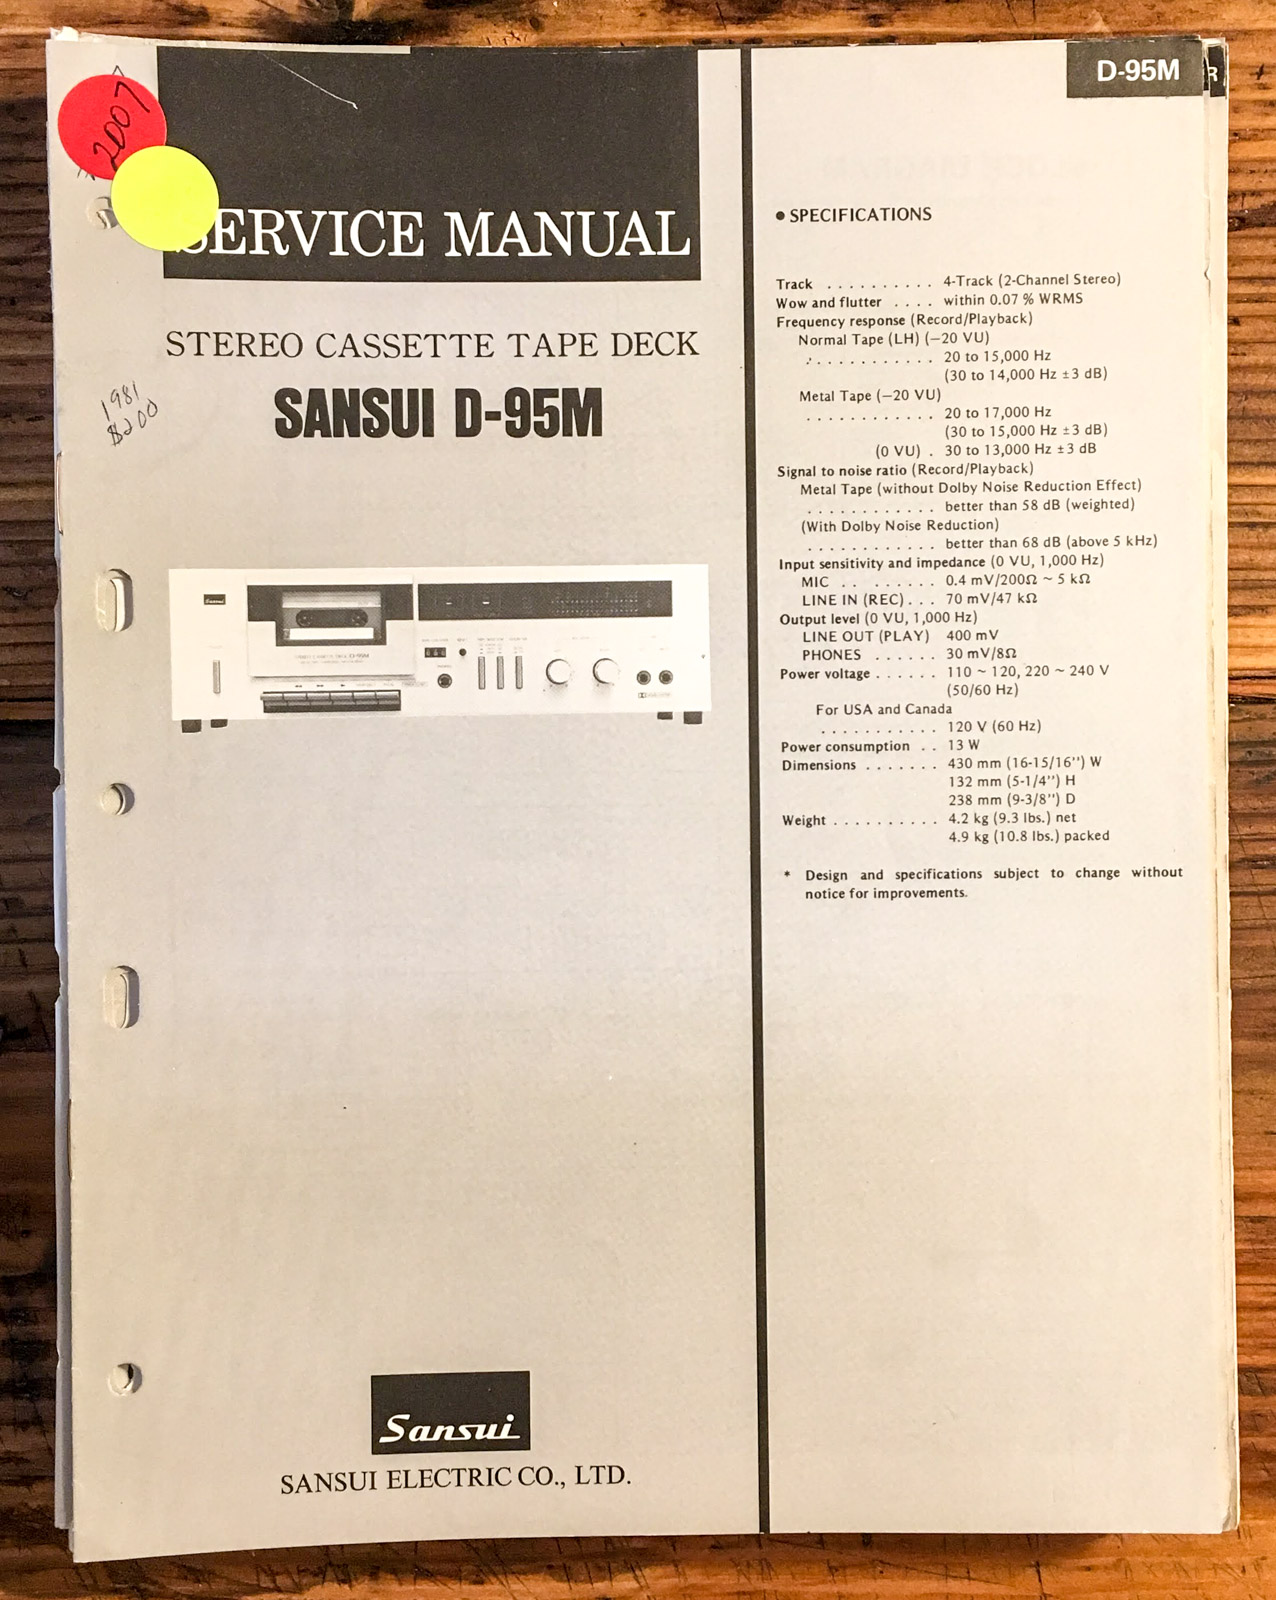 D-95M
R
2007
SERVICE MANUAL
STEREO CASSETTE TAPE DECK
SANSUI D-95M
1981
$200
Sansui
Sansui
SANSUI ELECTRIC CO., LTD.
● SPECIFICATIONS
Track . . . . . . . . . . 4-Track (2-Channel Stereo)
Wow and flutter . . . . within 0.07 % WRMS
Frequency response (Record/Playback)
Normal Tape (LH) (−20 VU)
. . . . . . . . . . . . 20 to 15,000 Hz
(30 to 14,000 Hz ±3 dB)
Metal Tape (−20 VU)
. . . . . . . . . . . . 20 to 17,000 Hz
(30 to 15,000 Hz ±3 dB)
(0 VU) . 30 to 13,000 Hz ±3 dB
Signal to noise ratio (Record/Playback)
Metal Tape (without Dolby Noise Reduction Effect)
. . . . . . . . . . . . better than 58 dB (weighted)
(With Dolby Noise Reduction)
. . . . . . . . . . . . better than 68 dB (above 5 kHz)
Input sensitivity and impedance (0 VU, 1,000 Hz)
MIC . . . . . . . . 0.4 mV/200Ω ~ 5 kΩ
LINE IN (REC) . . . 70 mV/47 kΩ
Output level (0 VU, 1,000 Hz)
LINE OUT (PLAY) 400 mV
PHONES . . . . . . 30 mV/8Ω
Power voltage . . . . . . 110 ~ 120, 220 ~ 240 V
(50/60 Hz)
For USA and Canada
. . . . . . . . . . . 120 V (60 Hz)
Power consumption . . 13 W
Dimensions . . . . . . . 430 mm (16-15/16'') W
132 mm (5-1/4'') H
238 mm (9-3/8'') D
Weight . . . . . . . . . . 4.2 kg (9.3 lbs.) net
4.9 kg (10.8 lbs.) packed
* Design and specifications subject to change without
notice for improvements.